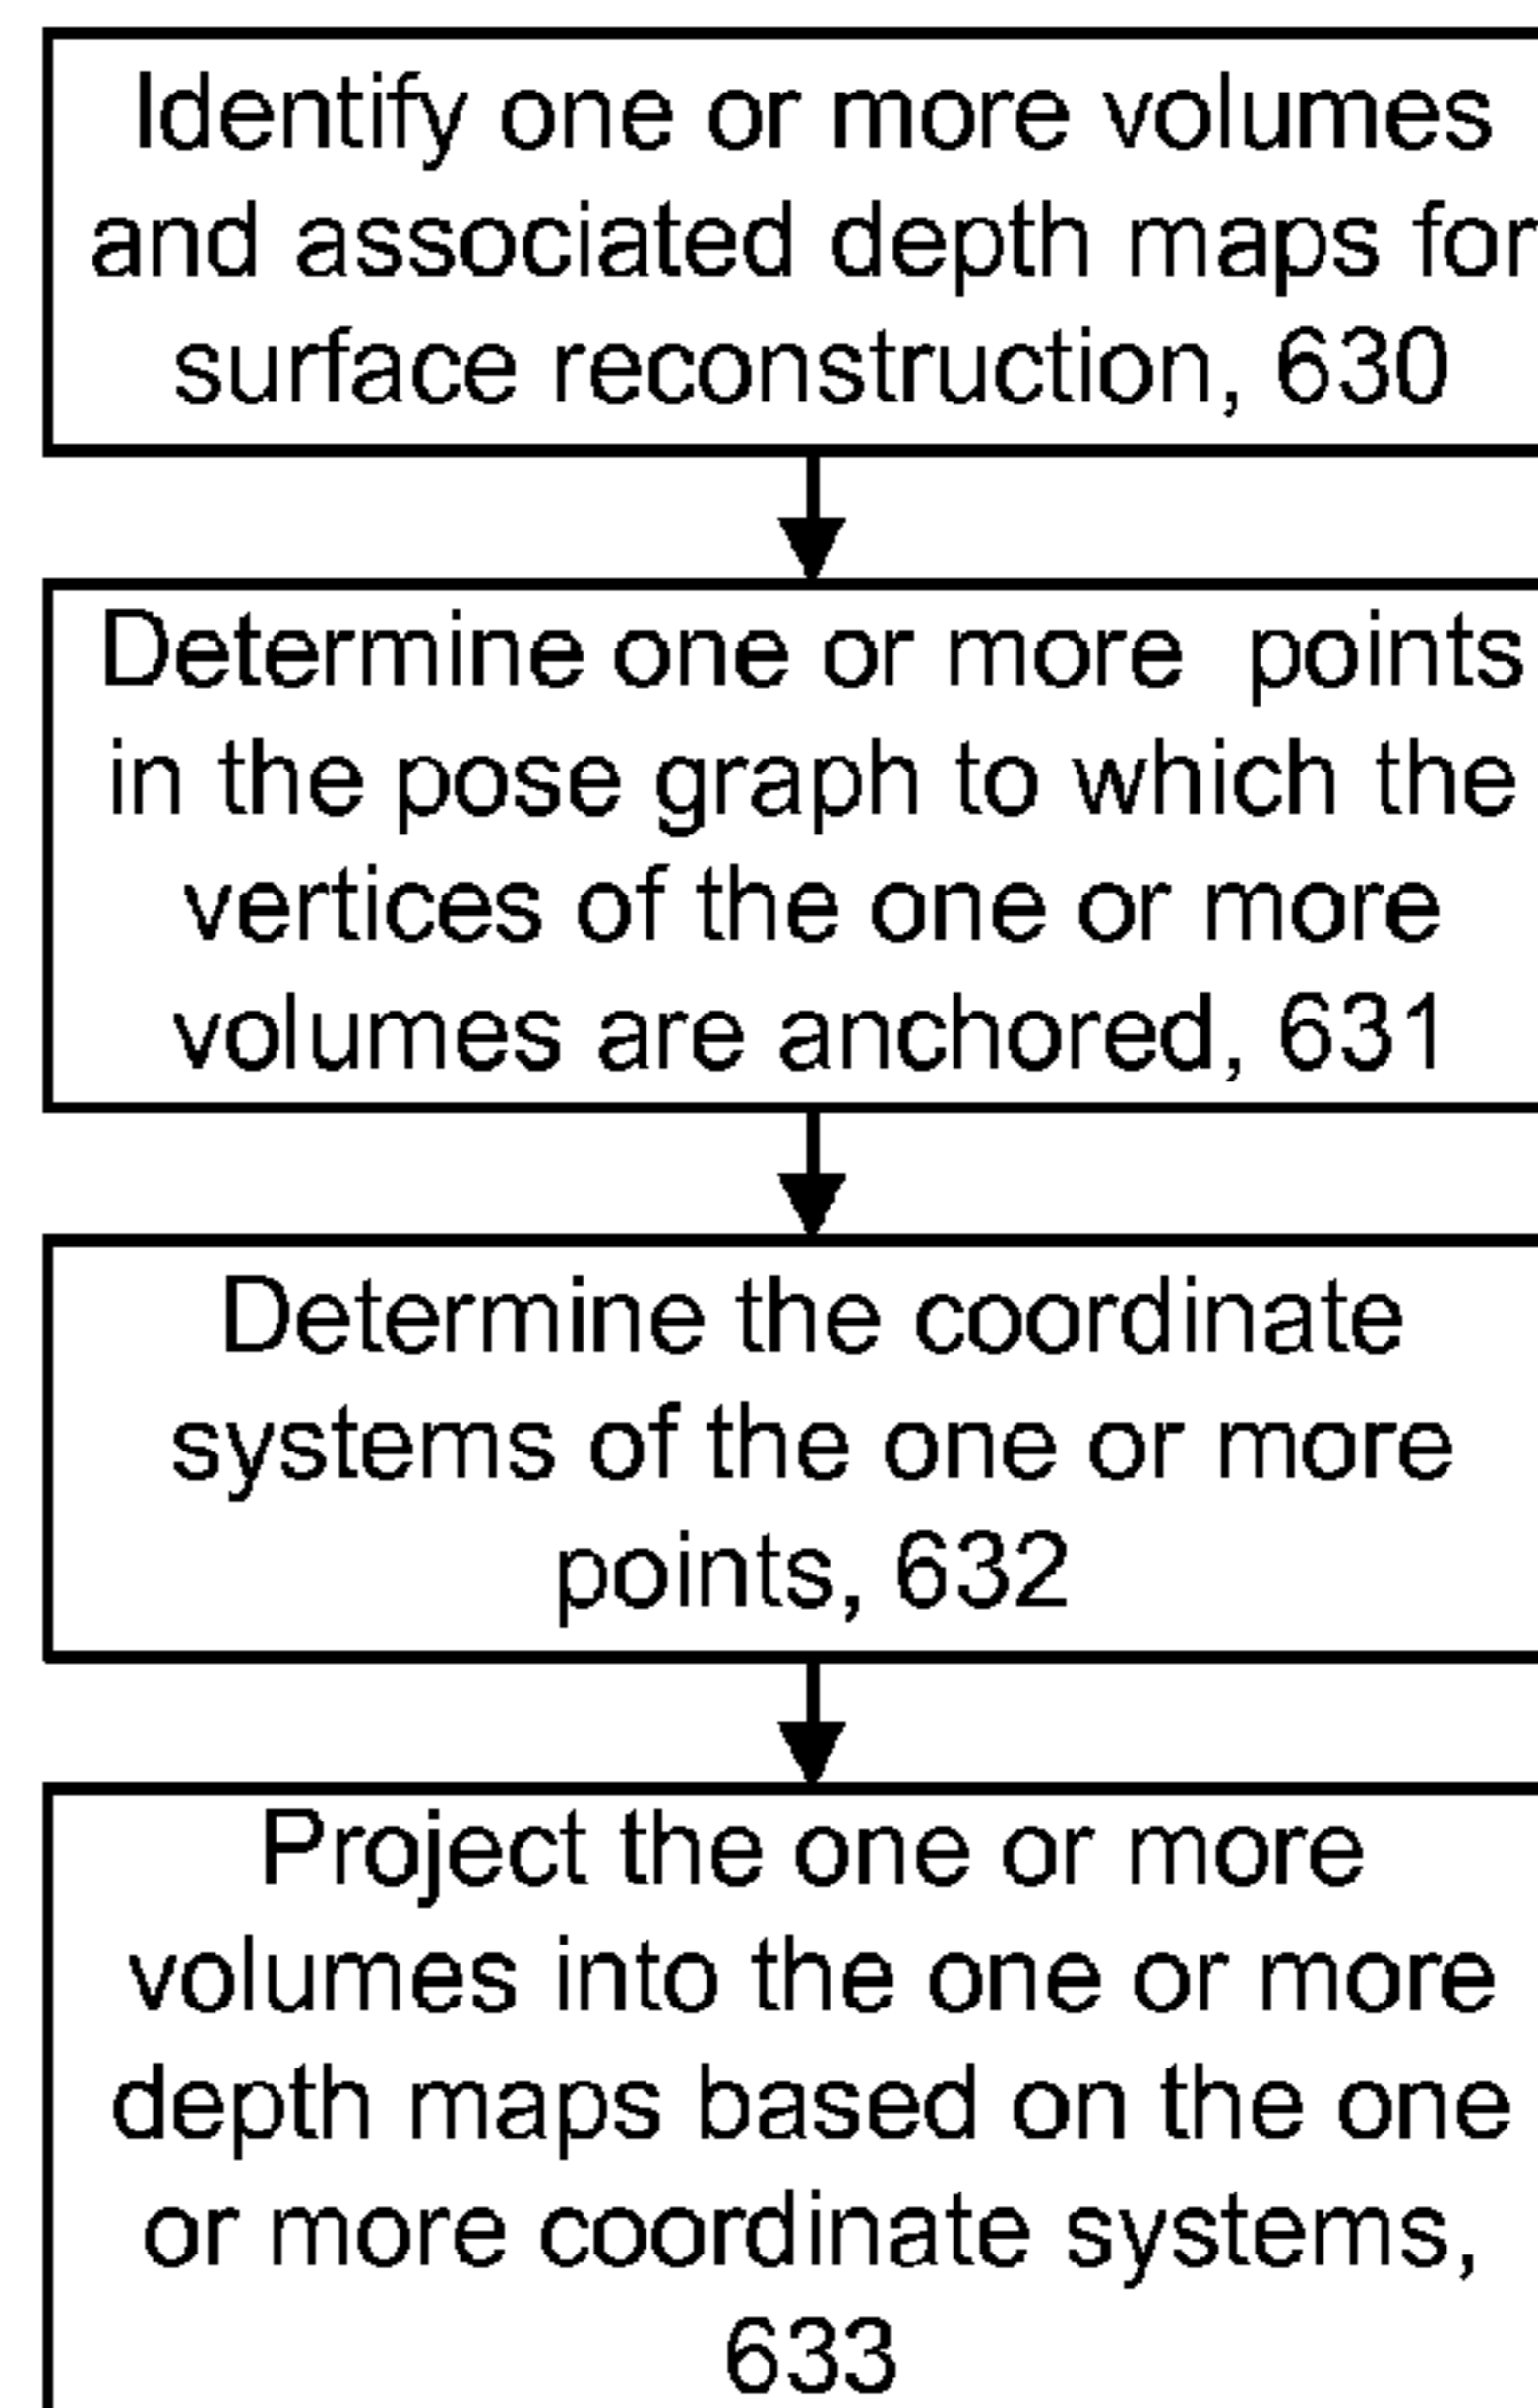 Identify one or more volumes
and associated depth maps for
surface reconstruction, 630
Determine one or more points
in the pose graph to which the
vertices of the one or more
volumes are anchored, 631
Determine the coordinate
systems of the one or more
points, 632
Project the one or more
volumes into the one or more
depth maps based on the one
or more coordinate systems,
633